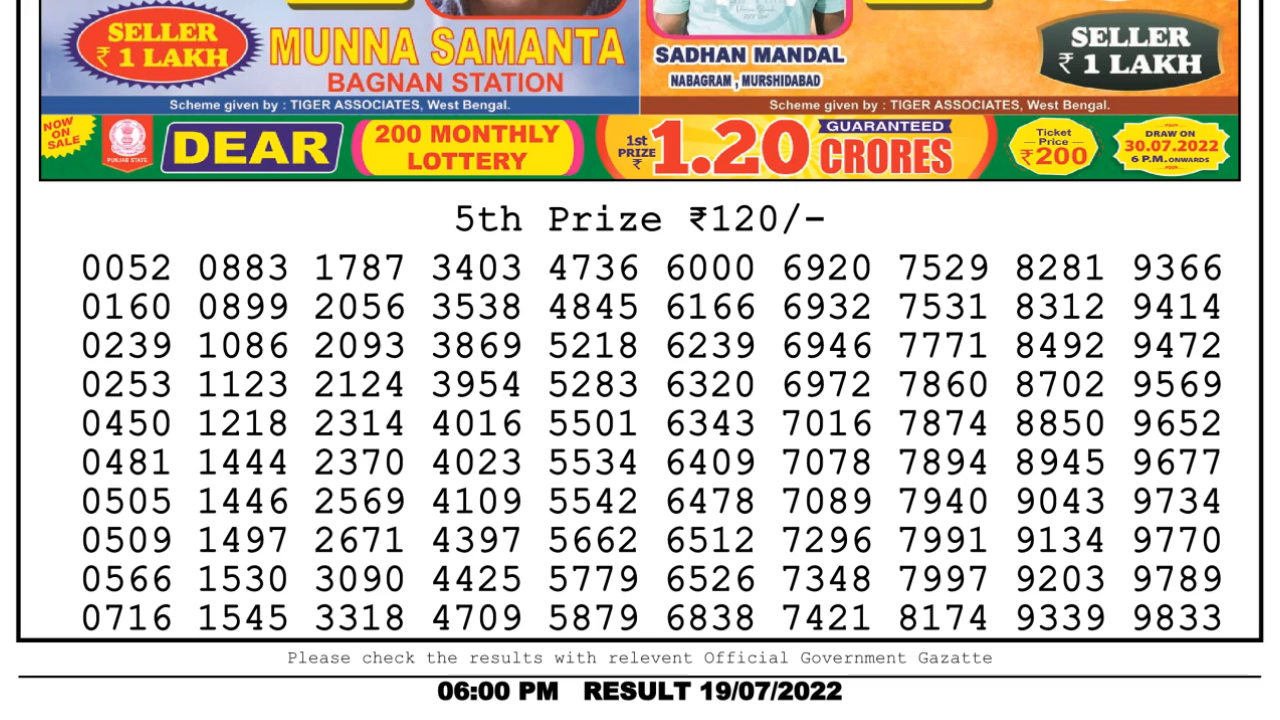 SELLER
₹ 1 LAKH
MUNNA SAMANTA
BAGNAN STATION
Scheme given by : TIGER ASSOCIATES, West Bengal.
SADHAN MANDAL
NABAGRAM , MURSHIDABAD
SELLER
₹ 1 LAKH
Scheme given by : TIGER ASSOCIATES, West Bengal.
NOW
ON
SALE
PUNJAB STATE
DEAR
200 MONTHLY
LOTTERY
1st
PRIZE
₹
1.20
GUARANTEED
CRORES
Ticket
Price
₹200
DRAW ON
30.07.2022
6 P.M. ONWARDS
5th Prize ₹120/-
0052 0883 1787 3403 4736 6000 6920 7529 8281 9366
0160 0899 2056 3538 4845 6166 6932 7531 8312 9414
0239 1086 2093 3869 5218 6239 6946 7771 8492 9472
0253 1123 2124 3954 5283 6320 6972 7860 8702 9569
0450 1218 2314 4016 5501 6343 7016 7874 8850 9652
0481 1444 2370 4023 5534 6409 7078 7894 8945 9677
0505 1446 2569 4109 5542 6478 7089 7940 9043 9734
0509 1497 2671 4397 5662 6512 7296 7991 9134 9770
0566 1530 3090 4425 5779 6526 7348 7997 9203 9789
0716 1545 3318 4709 5879 6838 7421 8174 9339 9833
Please check the results with relevent Official Government Gazatte
06:00 PM RESULT 19/07/2022